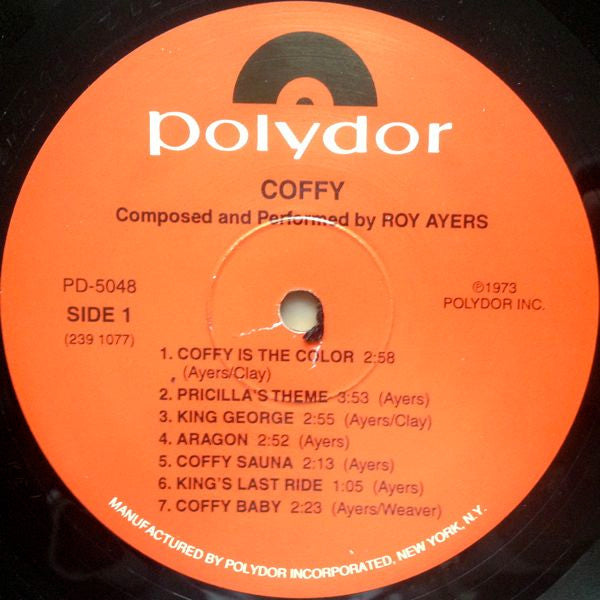 polydor
COFFY
Composed and Performed by ROY AYERS
PD-5048
SIDE 1
(239 1077)
℗1973
POLYDOR INC.
1. COFFY IS THE COLOR 2:58
(Ayers/Clay)
2. PRICILLA'S THEME 3:53 (Ayers)
3. KING GEORGE 2:55 (Ayers/Clay)
4. ARAGON 2:52 (Ayers)
5. COFFY SAUNA 2:13 (Ayers)
6. KING'S LAST RIDE 1:05 (Ayers)
7. COFFY BABY 2:23 (Ayers/Weaver)
MANUFACTURED BY POLYDOR INCORPORATED, NEW YORK, N.Y.